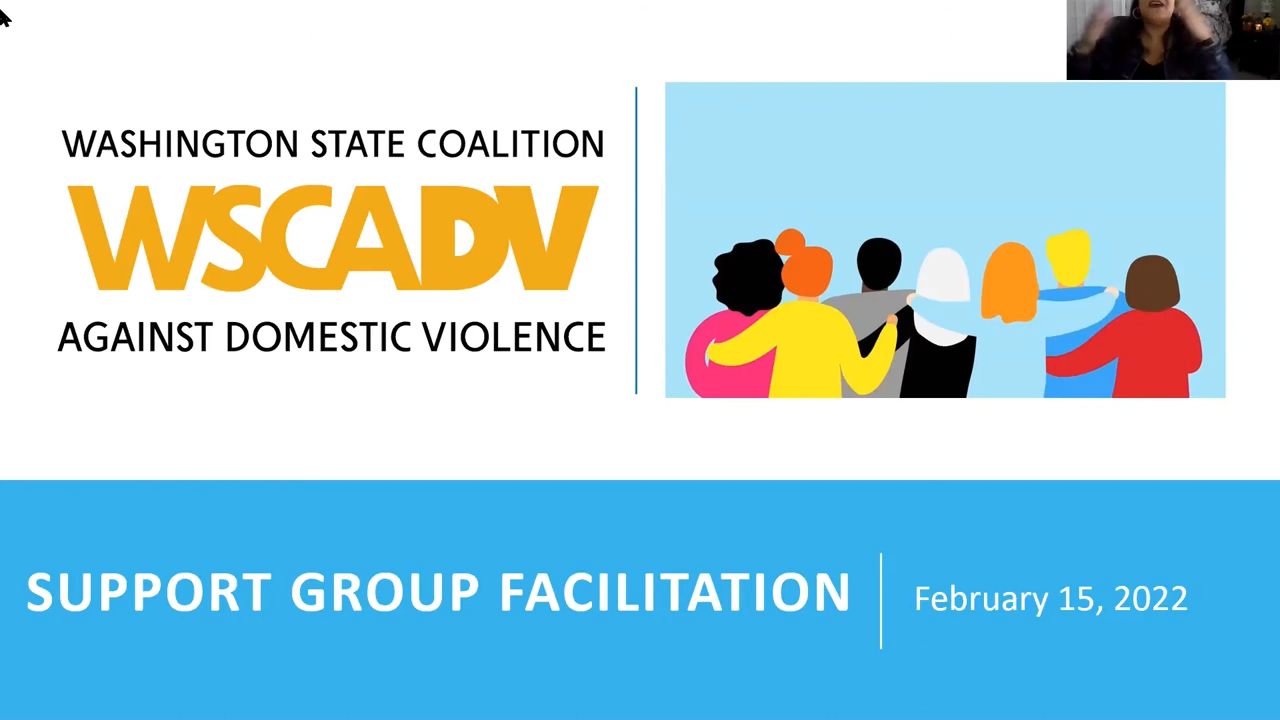 WASHINGTON STATE COALITION
WSCADV
AGAINST DOMESTIC VIOLENCE
SUPPORT GROUP FACILITATION
February 15, 2022